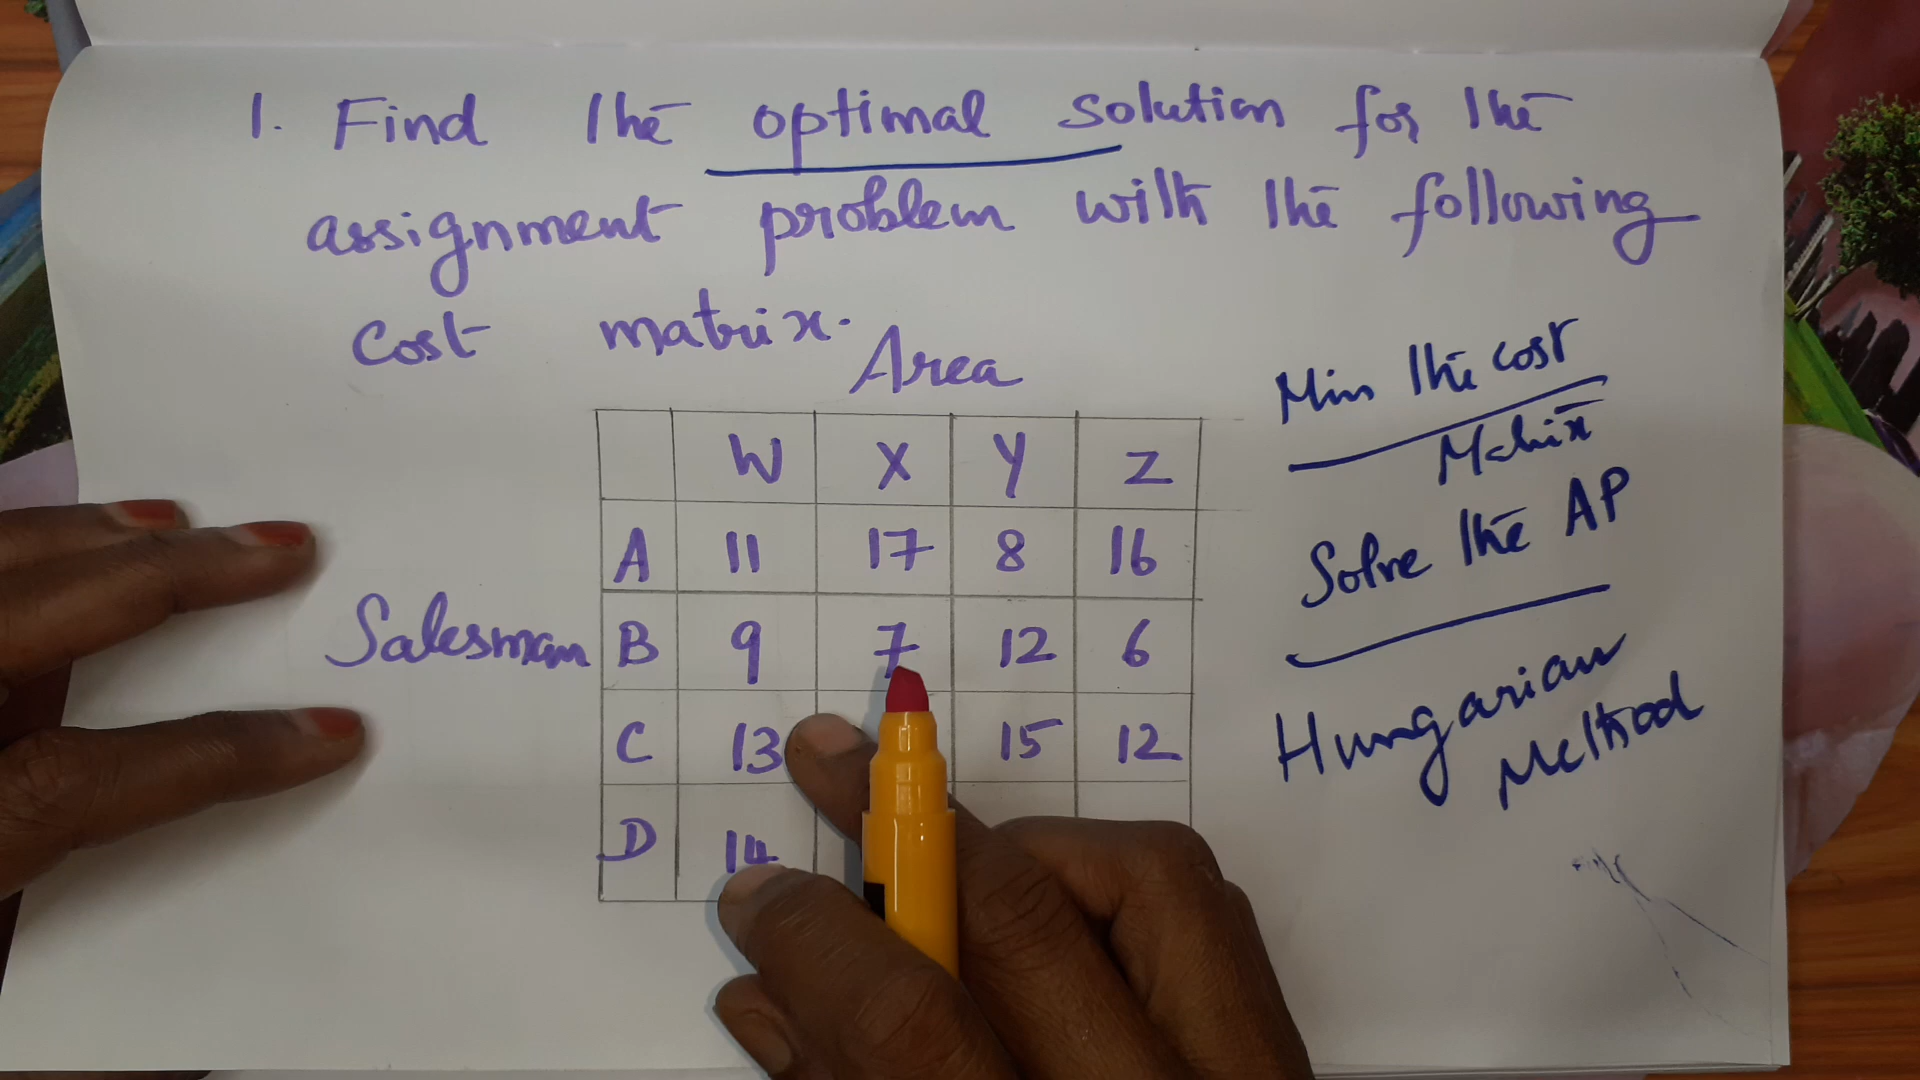 1. Find the optimal solution for the
assignment problem with the following
Cost matrix.
Area
W X Y Z
A 11 17 8 16
Salesman B 9 7 12 6
C 13 15 12
D 14
Min the cost
Matrix
Solve the AP
Hungarian
Method